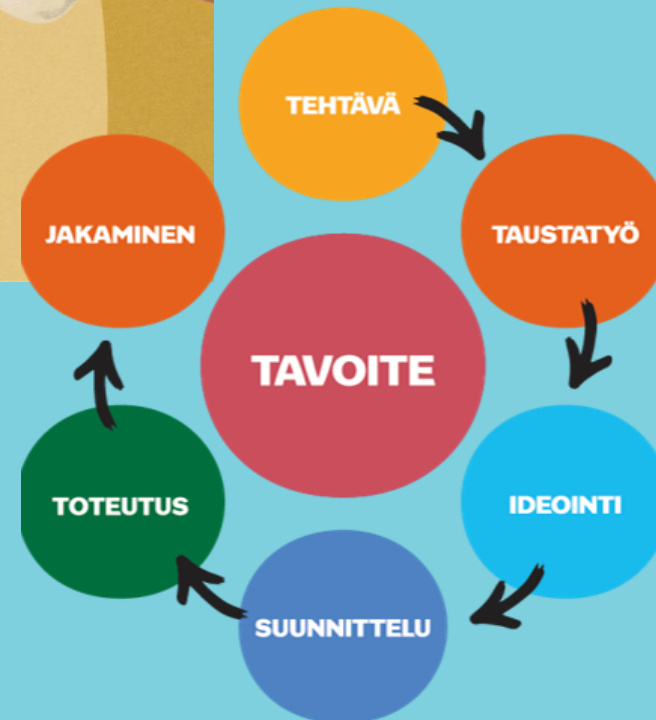 TEHTÄVÄ
TAUSTATYÖ
IDEOINTI
SUUNNITTELU
TOTEUTUS
JAKAMINEN
TAVOITE